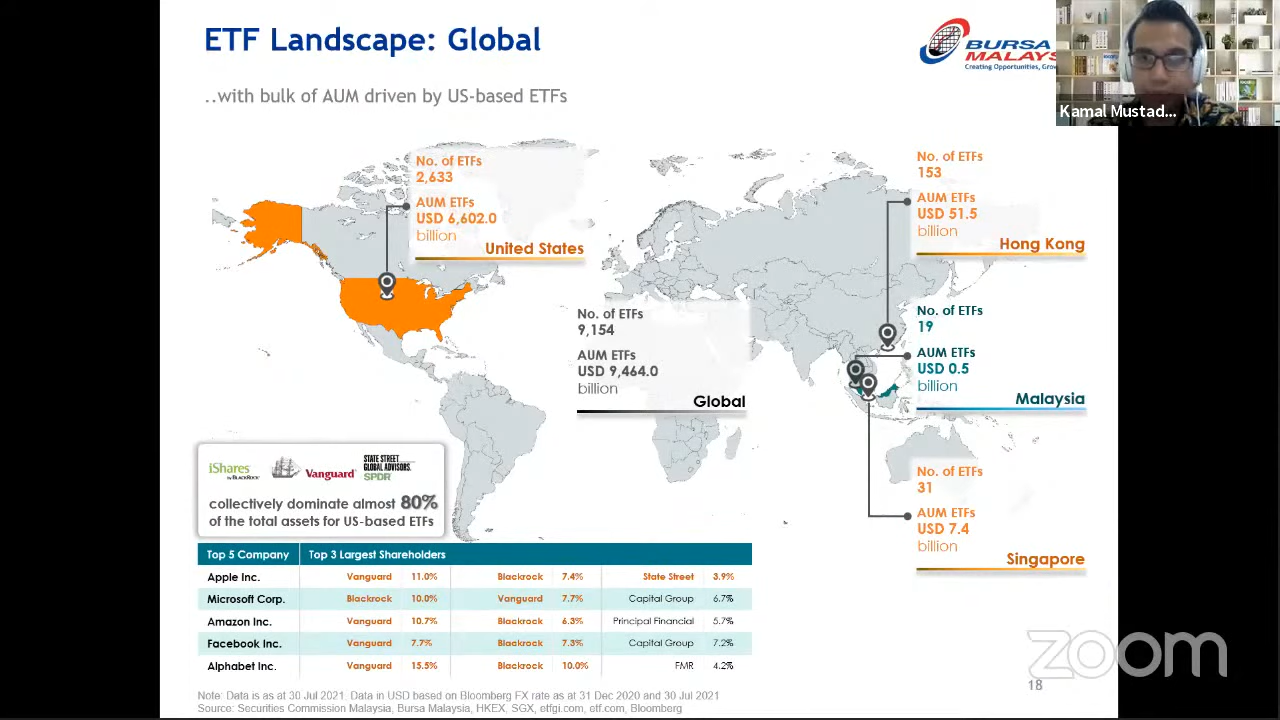 ETF Landscape: Global
..with bulk of AUM driven by US-based ETFs
BURSA
MALAYS
Creating Opportunities, Grow
Kamal Mustad...
No. of ETFs
2,633
AUM ETFs
USD 6,602.0
billion
United States
No. of ETFs
153
AUM ETFs
USD 51.5
billion
Hong Kong
No. of ETFs
9,154
AUM ETFs
USD 9,464.0
billion
Global
No. of ETFs
19
AUM ETFs
USD 0.5
billion
Malaysia
No. of ETFs
31
AUM ETFs
USD 7.4
billion
Singapore
iShares
by BLACKROCK
Vanguard
STATE STREET
GLOBAL ADVISORS
SPDR
collectively dominate almost 80%
of the total assets for US-based ETFs
Top 5 Company Top 3 Largest Shareholders
Apple Inc. Vanguard 11.0% Blackrock 7.4% State Street 3.9%
Microsoft Corp. Blackrock 10.0% Vanguard 7.7% Capital Group 6.7%
Amazon Inc. Vanguard 10.7% Blackrock 6.3% Principal Financial 5.7%
Facebook Inc. Vanguard 7.7% Blackrock 7.3% Capital Group 7.2%
Alphabet Inc. Vanguard 15.5% Blackrock 10.0% FMR 4.2%
Note: Data is as at 30 Jul 2021. Data in USD based on Bloomberg FX rate as at 31 Dec 2020 and 30 Jul 2021
Source: Securities Commission Malaysia, Bursa Malaysia, HKEX, SGX, etfgi.com, etf.com, Bloomberg
zoom
18